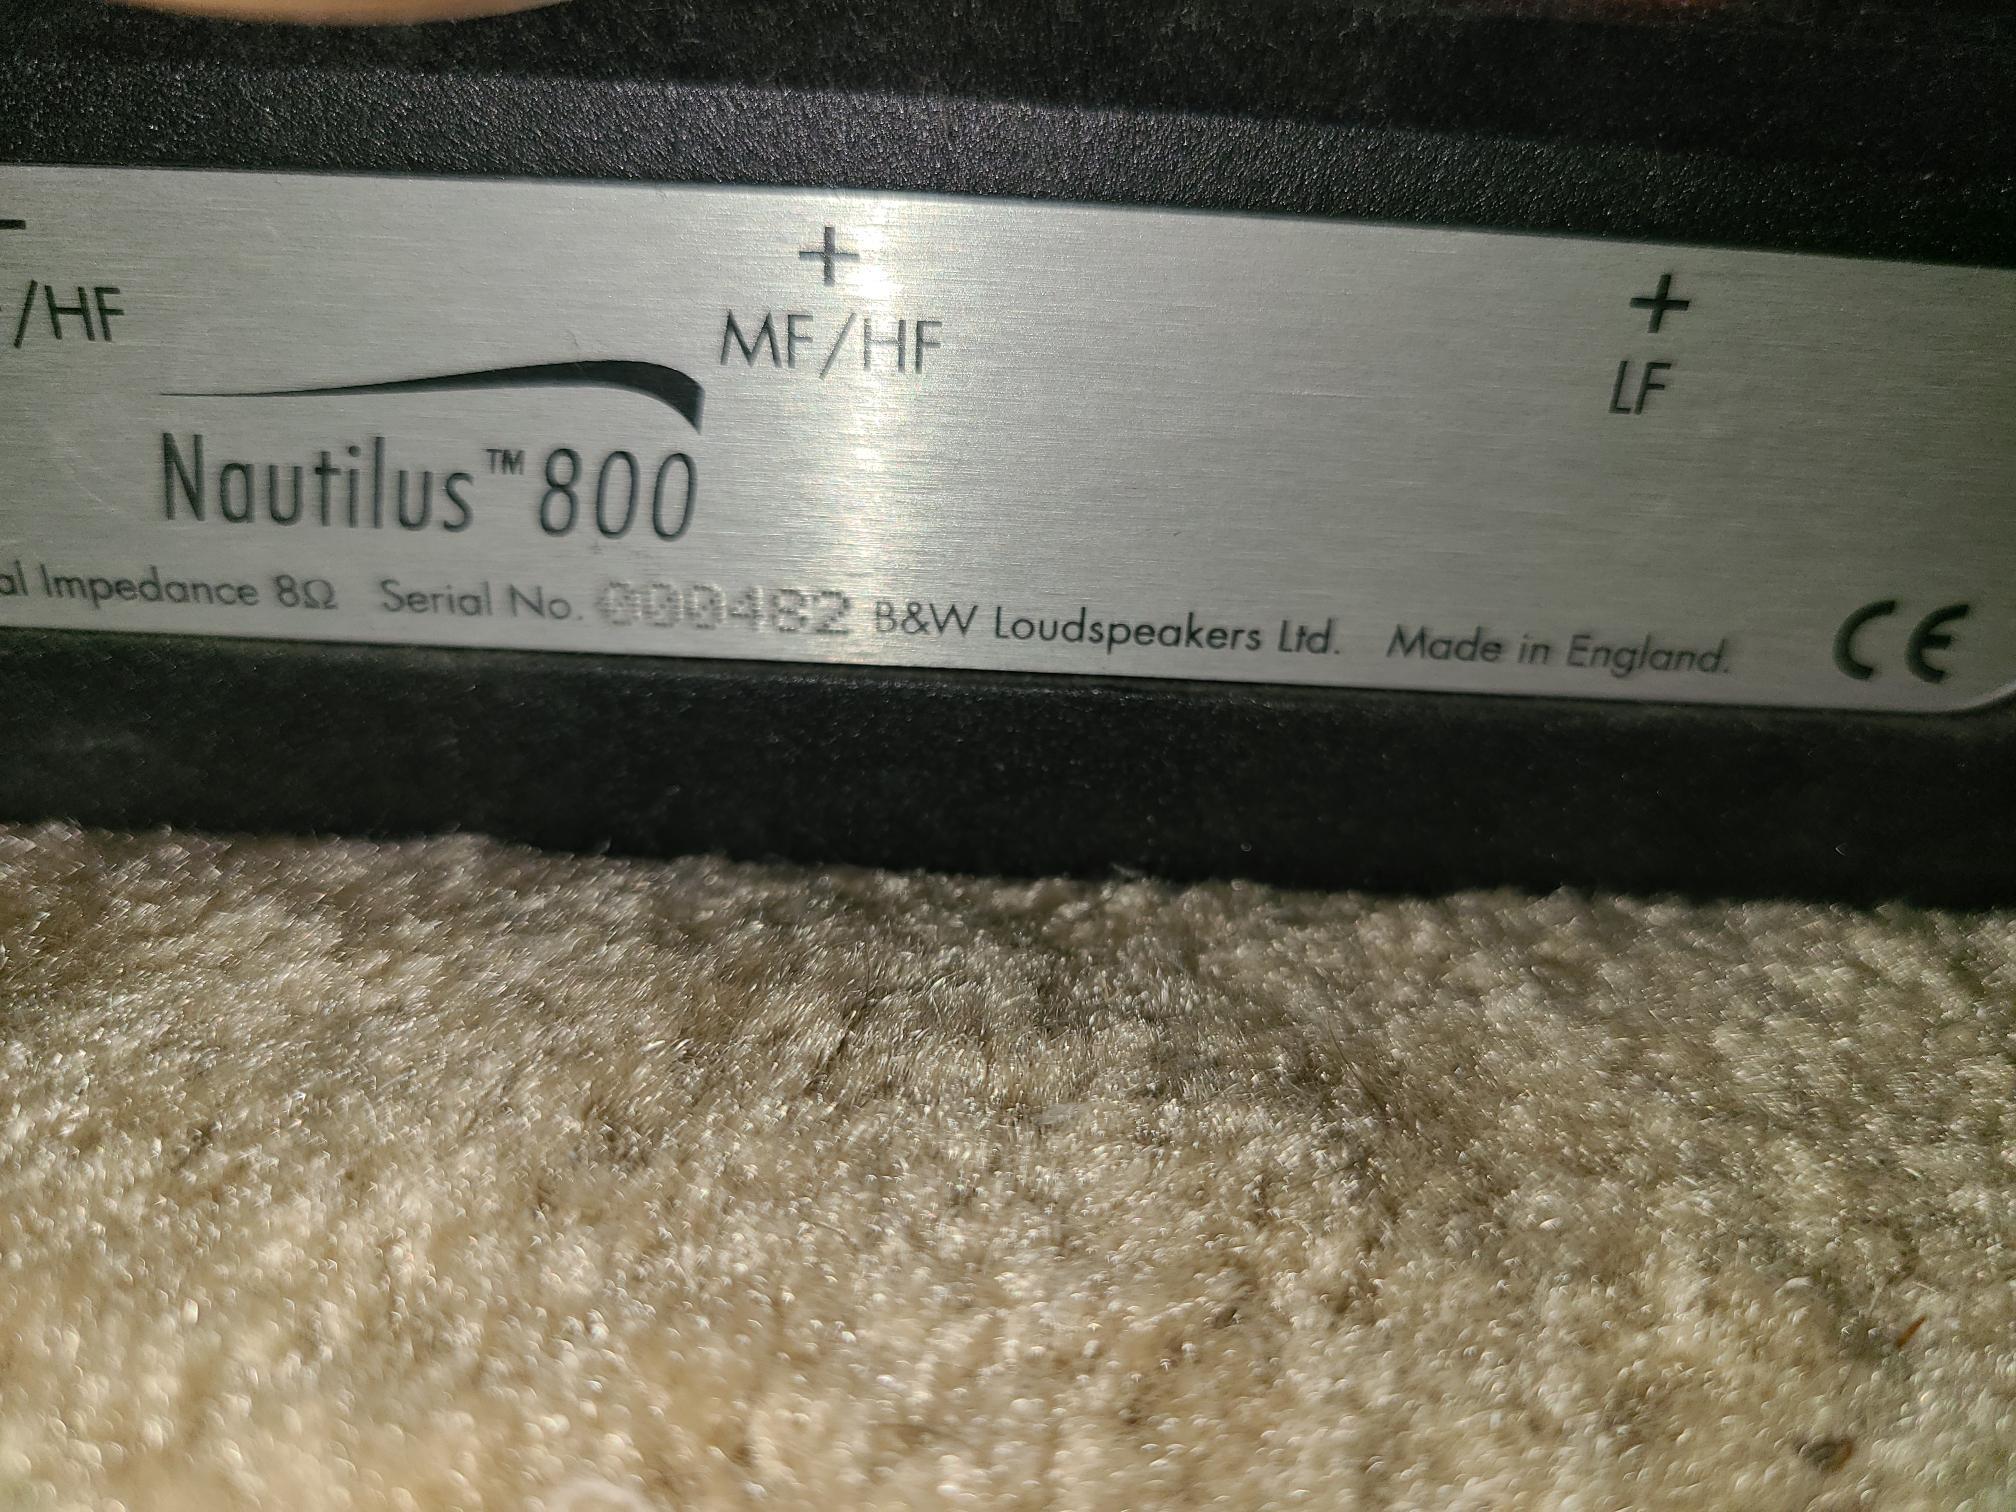 − + +
/HF MF/HF LF
Nautilus™ 800
al Impedance 8Ω Serial No. 000482 B&W Loudspeakers Ltd. Made in England. CE